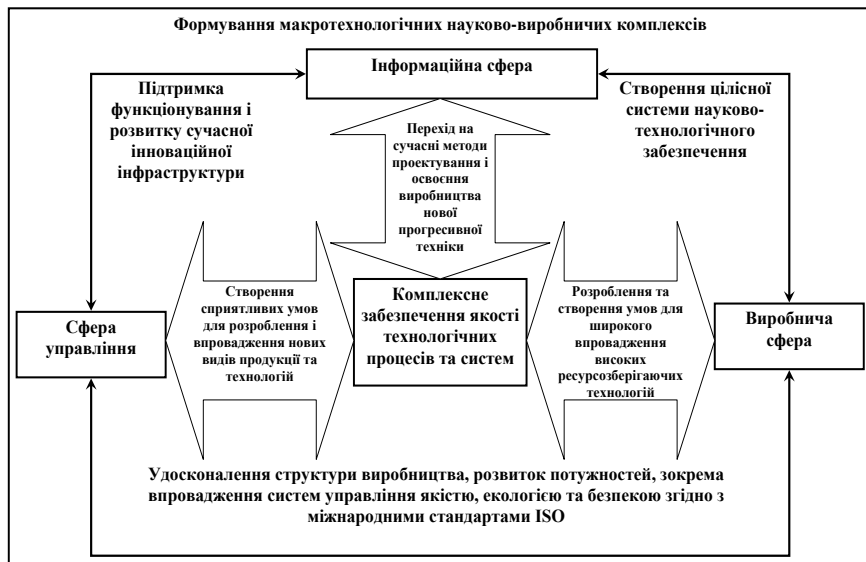 Формування макротехнологічних науково-виробничих комплексів
Інформаційна сфера
Підтримка
функціонування і
розвитку сучасної
інноваційної
інфраструктури
Створення цілісної
системи науково-
технологічного
забезпечення
Перехід на
сучасні методи
проектування і
освоєння
виробництва
нової
прогресивної
техніки
Сфера
управління
Створення
сприятливих умов
для розроблення і
впровадження нових
видів продукції та
технологій
Комплексне
забезпечення якості
технологічних
процесів та систем
Розроблення та
створення умов для
широкого
впровадження
високих
ресурсозберігаючих
технологій
Виробнича
сфера
Удосконалення структури виробництва, розвиток потужностей, зокрема
впровадження систем управління якістю, екологією та безпекою згідно з
міжнародними стандартами ISO